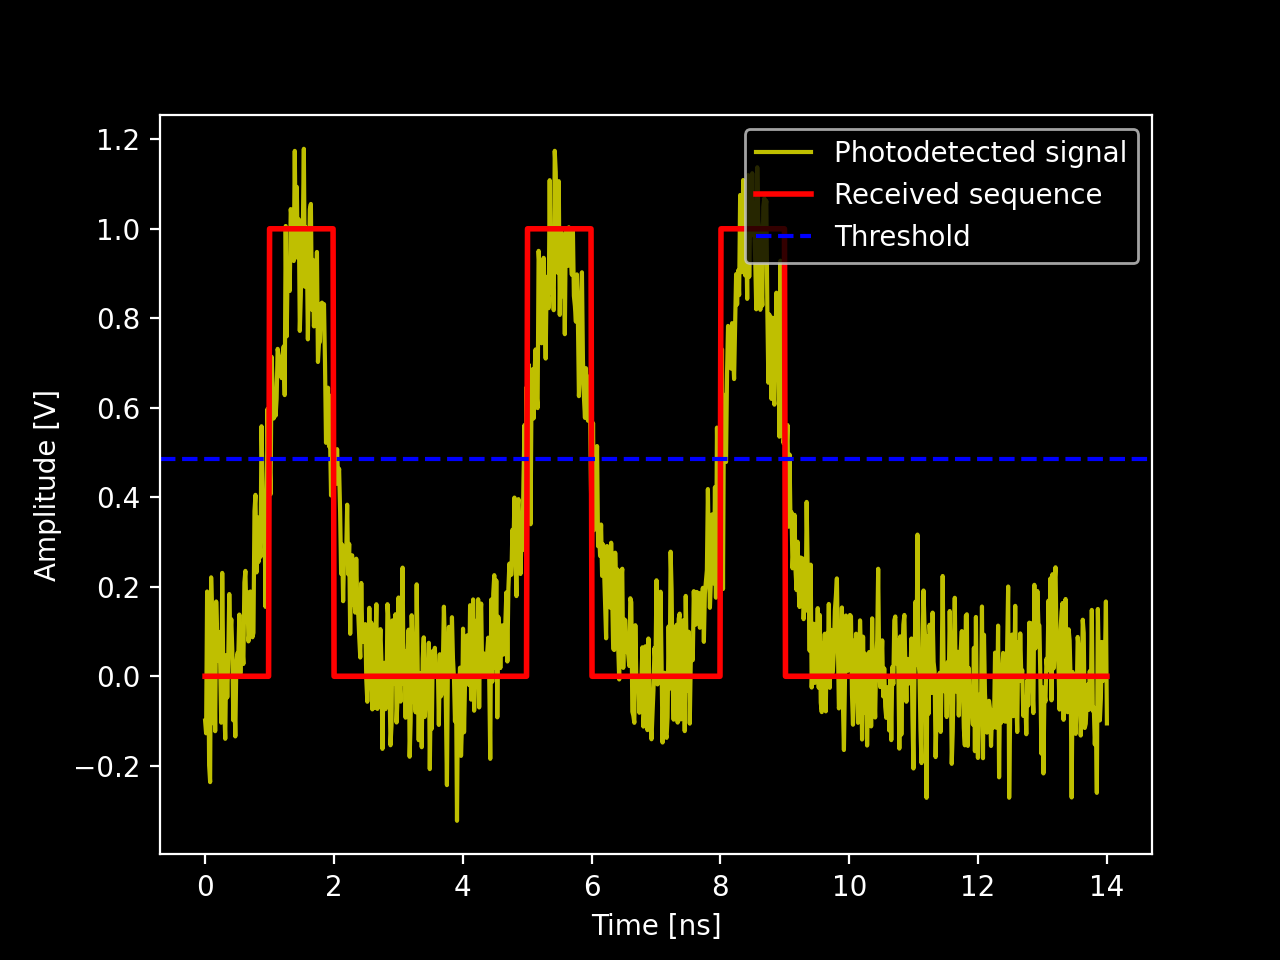 1.2
1.0
0.8
0.6
0.4
0.2
0.0
−0.2
Amplitude [V]
Photodetected signal
Received sequence
Threshold
0 2 4 6 8 10 12 14
Time [ns]